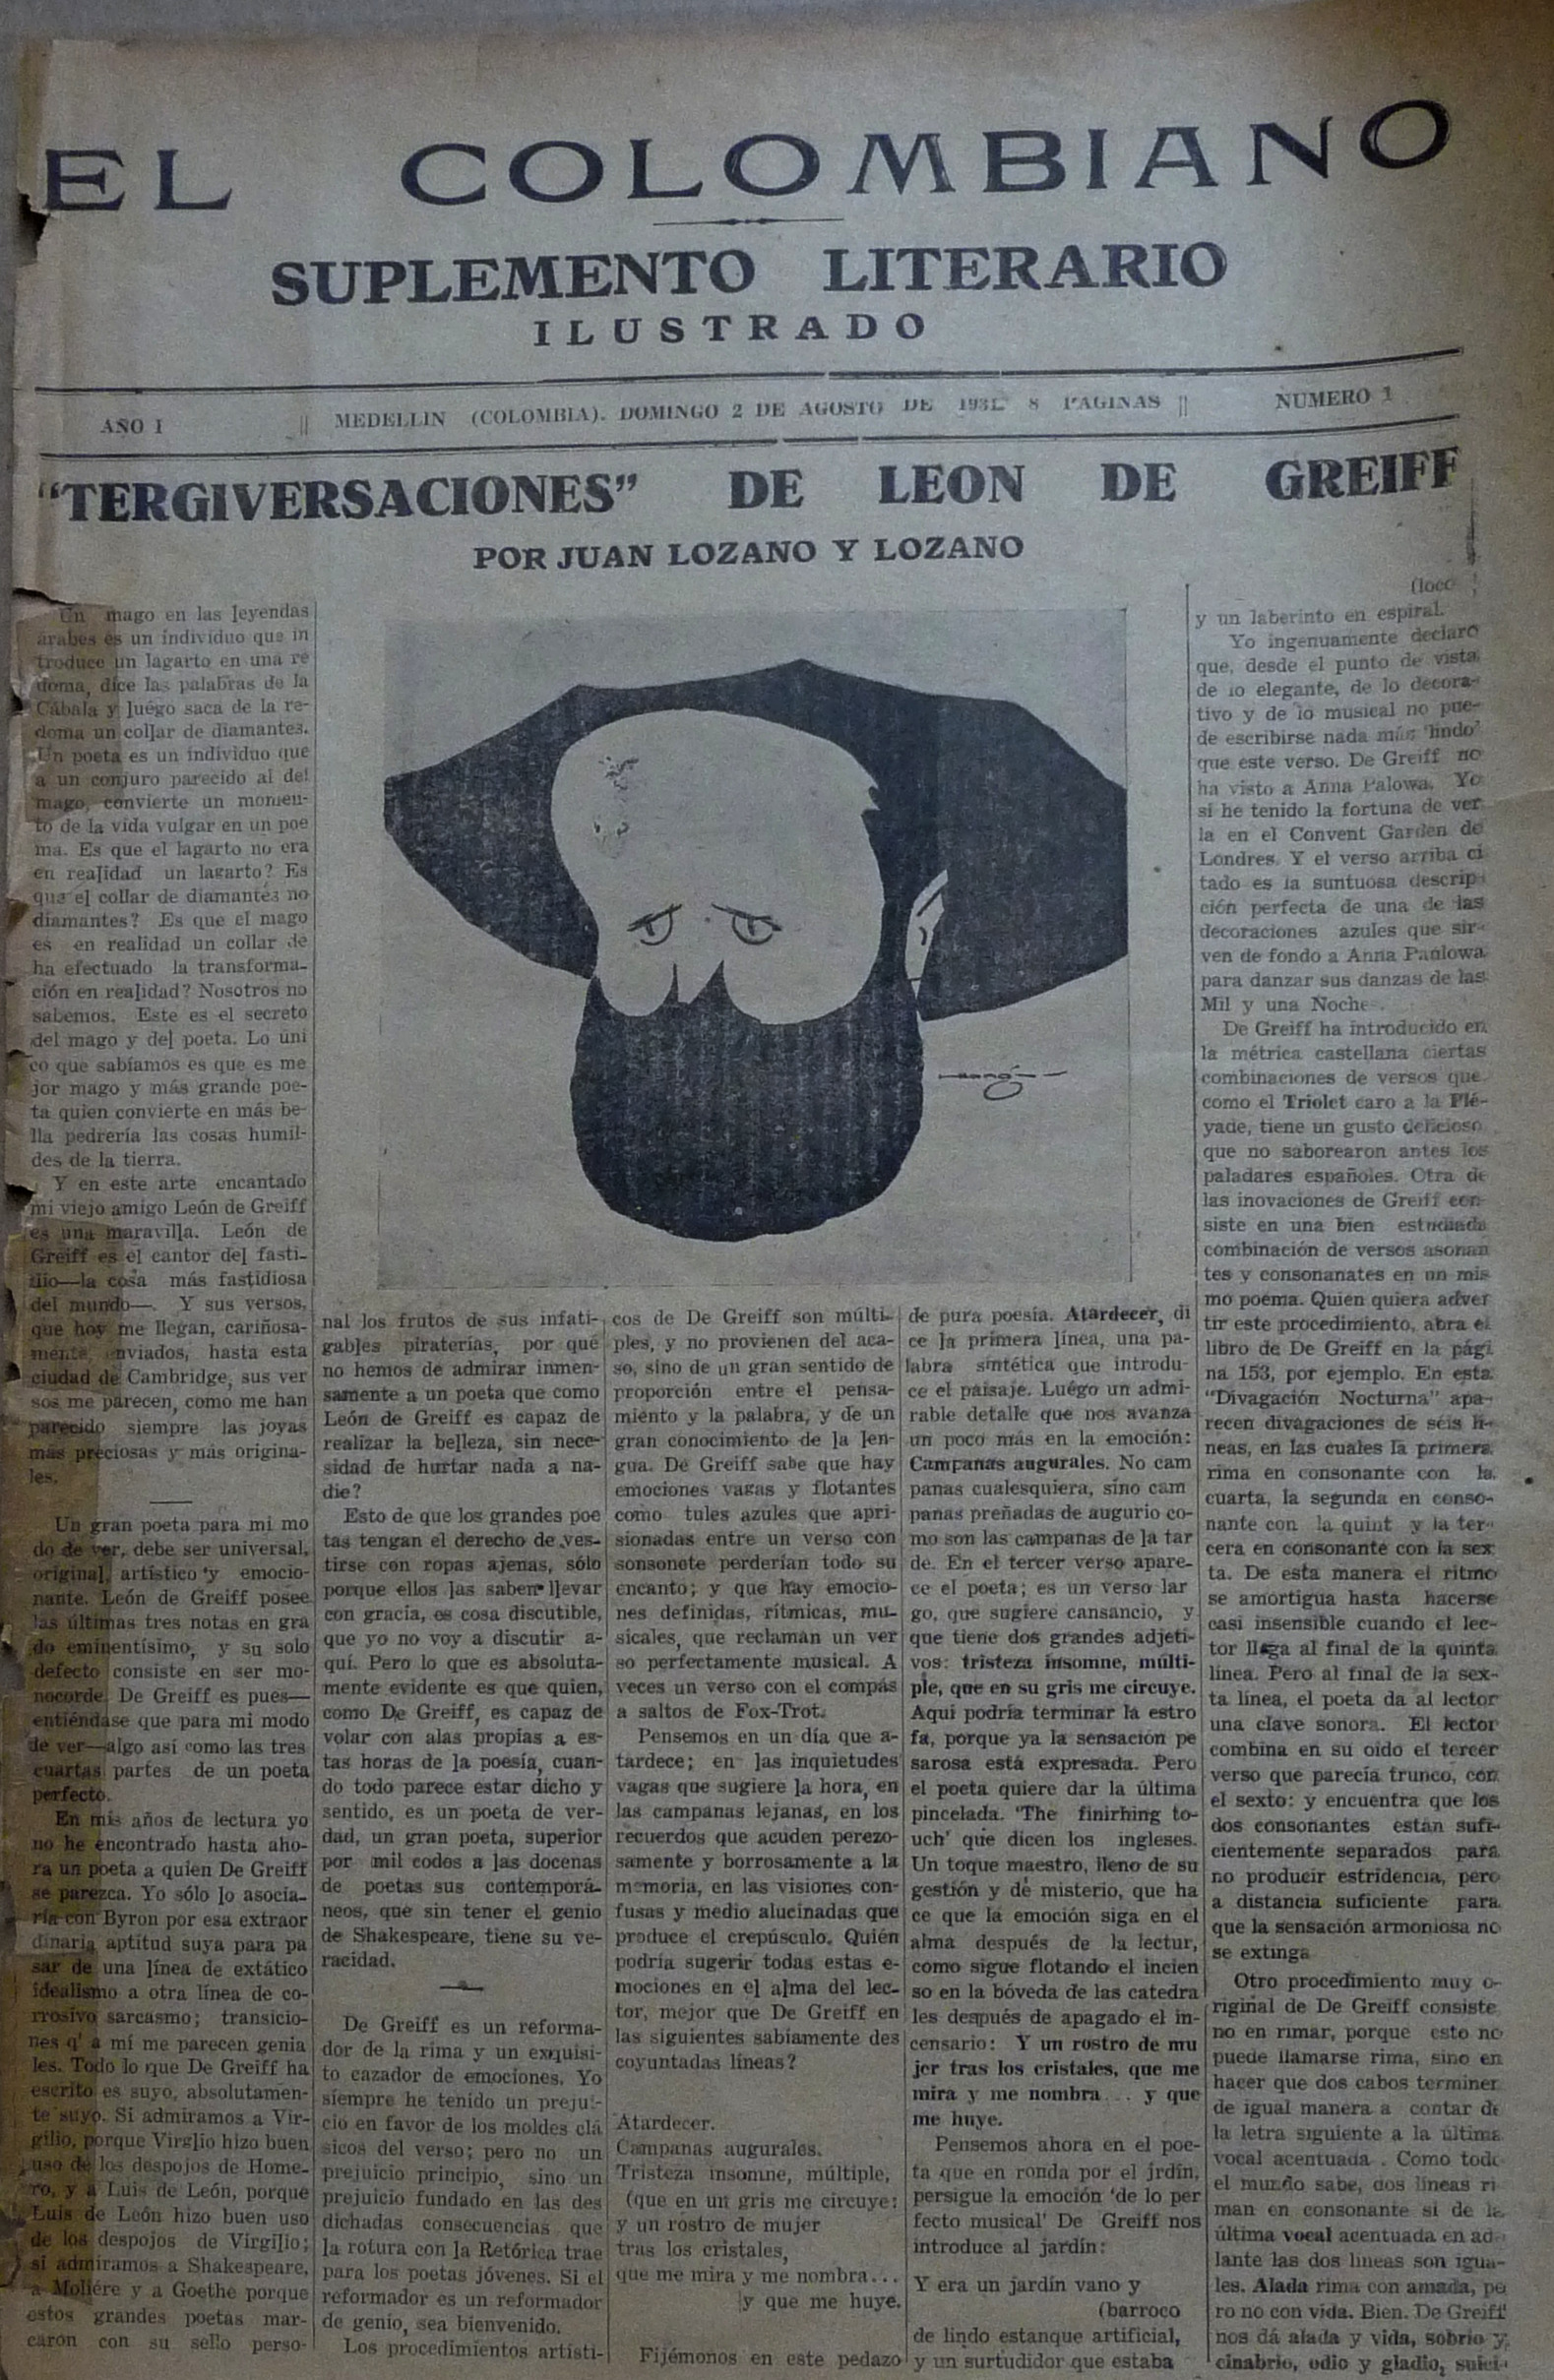 EL COLOMBIANO
SUPLEMENTO LITERARIO
ILUSTRADO
AÑO I || MEDELLIN (COLOMBIA). DOMINGO 2 DE AGOSTO DE 1931. 8 PAGINAS || NUMERO 1
“TERGIVERSACIONES” DE LEON DE GREIFF
POR JUAN LOZANO Y LOZANO
Un mago en las leyendas
árabes es un individuo que in
troduce un lagarto en una re
doma, dice las palabras de la
Cábala y luégo saca de la re-
doma un collar de diamantes.
Un poeta es un individuo que
a un conjuro parecido al del
mago, convierte un momen-
to de la vida vulgar en un poe
ma. Es que el lagarto no era
en realidad un lagarto? Es
que el collar de diamantes no
diamantes? Es que el mago
es en realidad un collar de
ha efectuado la transforma-
ción en realidad? Nosotros no
sabemos. Este es el secreto
del mago y del poeta. Lo úni
co que sabíamos es que es me
jor mago y más grande poe-
ta quien convierte en más be-
lla pedrería las cosas humil-
des de la tierra.
Y en este arte encantado
mi viejo amigo León de Greiff
es una maravilla. León de
Greiff es el cantor del fasti-
dio—la cosa más fastidiosa
del mundo—. Y sus versos,
que hoy me llegan, cariñosa-
mente enviados, hasta esta
ciudad de Cambridge, sus ver
sos me parecen, como me han
parecido siempre las joyas
más preciosas y más origina-
les.
Un gran poeta para mi mo
do de ver, debe ser universal,
original, artístico y emocio-
nante. León de Greiff posee
las últimas tres notas en gra
do eminentísimo, y su solo
defecto consiste en ser mo-
nocorde. De Greiff es pues—
entiéndase que para mi modo
de ver—algo así como las tres
cuartas partes de un poeta
perfecto.
En mis años de lectura yo
no he encontrado hasta aho-
ra un poeta a quien De Greiff
se parezca. Yo sólo lo asocia-
ría con Byron por esa extraor
dinaria aptitud suya para pa
sar de una línea de extático
idealismo a otra línea de co-
rrosivo sarcasmo; transicio-
nes q' a mí me parecen genia
les. Todo lo que De Greiff ha
escrito es suyo, absolutamen-
te suyo. Si admiramos a Vir-
gilio, porque Virglio hizo buen
uso de los despojos de Home-
ro, y a Luis de León, porque
Luis de León hizo buen uso
de los despojos de Virgilio;
si admiramos a Shakespeare,
a Moliére y a Goethe porque
estos grandes poetas mar-
caron con su sello perso-
nal los frutos de sus infati-
gables piraterías, por qué
no hemos de admirar inmen-
samente a un poeta que como
León de Greiff es capaz de
realizar la belleza, sin nece-
sidad de hurtar nada a na-
die?
Esto de que los grandes poe
tas tengan el derecho de ves-
tirse con ropas ajenas, sólo
porque ellos las saben llevar
con gracia, es cosa discutible,
que yo no voy a discutir a-
quí. Pero lo que es absoluta-
mente evidente es que quien,
como De Greiff, es capaz de
volar con alas propias a es-
tas horas de la poesía, cuan-
do todo parece estar dicho y
sentido, es un poeta de ver-
dad, un gran poeta, superior
por mil codos a las docenas
de poetas sus contemporá-
neos, que sin tener el genio
de Shakespeare, tiene su ve-
racidad.
De Greiff es un reforma-
dor de la rima y un exquisi-
to cazador de emociones. Yo
siempre he tenido un prejui-
cio en favor de los moldes clá
sicos del verso; pero no un
prejuicio principio, sino un
prejuicio fundado en las des
dichadas consecuencias que
la rotura con la Retórica trae
para los poetas jóvenes. Si el
reformador es un reformador
de genio, sea bienvenido.
Los procedimientos artísti-
cos de De Greiff son múlti-
ples, y no provienen del aca-
so, sino de un gran sentido de
proporción entre el pensa-
miento y la palabra, y de un
gran conocimiento de la len-
gua. De Greiff sabe que hay
emociones vagas y flotantes
como tules azules que apri-
sionadas entre un verso con
sonsonete perderían todo su
encanto; y que hay emocio-
nes definidas, rítmicas, mu-
sicales, que reclaman un ver
so perfectamente musical. A
veces un verso con el compás
a saltos de Fox-Trot.
Pensemos en un día que a-
tardece; en las inquietudes
vagas que sugiere la hora, en
las campanas lejanas, en los
recuerdos que acuden perezo-
samente y borrosamente a la
memoria, en las visiones con-
fusas y medio alucinadas que
produce el crepúsculo. Quién
podría sugerir todas estas e-
mociones en el alma del lec-
tor, mejor que De Greiff en
las siguientes sabiamente des
coyuntadas líneas?
Atardecer.
Campanas augurales.
Tristeza insomne, múltiple,
(que en un gris me circuye:
y un rostro de mujer
tras los cristales,
que me mira y me nombra...
y que me huye.
Fijémonos en este pedazo
de pura poesía. Atardecer, di
ce la primera línea, una pa-
labra sintética que introdu-
ce el paisaje. Luégo un admi-
rable detalle que nos avanza
un poco más en la emoción:
Campanas augurales. No cam
panas cualesquiera, sino cam
panas preñadas de augurio co-
mo son las campanas de la tar
de. En el tercer verso apare-
ce el poeta; es un verso lar
go, que sugiere cansancio, y
que tiene dos grandes adjeti-
vos: tristeza insomne, múlti-
ple, que en su gris me circuye.
Aquí podría terminar la estro
fa, porque ya la sensación pe
sarosa está expresada. Pero
el poeta quiere dar la última
pincelada. 'The finirhing to-
uch' que dicen los ingleses.
Un toque maestro, lleno de su
gestión y de misterio, que ha
ce que la emoción siga en el
alma después de la lectur,
como sigue flotando el incien
so en la bóveda de las catedra
les después de apagado el in-
censario: Y un rostro de mu
jer tras los cristales, que me
mira y me nombra... y que
me huye.
Pensemos ahora en el poe-
ta que en ronda por el jrdín,
persigue la emoción 'de lo per
fecto musical' De Greiff nos
introduce al jardín:
Y era un jardín vano y
(barroco
de lindo estanque artificial,
y un surtudidor que estaba
(loco
y un laberinto en espiral.
Yo ingenuamente declaro
que, desde el punto de vista
de lo elegante, de lo decora-
tivo y de lo musical no pue-
de escribirse nada más 'lindo'
que este verso. De Greiff no
ha visto a Anna Palowa. Yo
si he tenido la fortuna de ver
la en el Convent Garden de
Londres. Y el verso arriba ci
tado es la suntuosa descrip-
ción perfecta de una de las
decoraciones azules que sir-
ven de fondo a Anna Paulowa
para danzar sus danzas de las
Mil y una Noche.
De Greiff ha introducido en
la métrica castellana ciertas
combinaciones de versos que
como el Triolet caro a la Plé-
yade, tiene un gusto delicioso
que no saborearon antes los
paladares españoles. Otra de
las inovaciones de Greiff con-
siste en una bien estudiada
combinación de versos asonan
tes y consonanates en un mis
mo poema. Quien quiera adver
tir este procedimiento, abra el
libro de De Greiff en la pági
na 153, por ejemplo. En esta
"Divagación Nocturna" apa-
recen divagaciones de séis lí-
neas, en las cuales la primera
rima en consonante con la
cuarta, la segunda en conso-
nante con la quint y la ter-
cera en consonante con la sex
ta. De esta manera el ritmo
se amortigua hasta hacerse
casi insensible cuando el lec-
tor llega al final de la quinta
línea. Pero al final de la sex-
ta línea, el poeta da al lector
una clave sonora. El lector
combina en su oído el tercer
verso que parecía trunco, con
el sexto: y encuentra que los
dos consonantes están sufi-
cientemente separados para
no producir estridencia, pero
a distancia suficiente para
que la sensación armoniosa no
se extinga
Otro procedimiento muy o-
riginal de De Greiff consiste
no en rimar, porque esto no
puede llamarse rima, sino en
hacer que dos cabos terminen
de igual manera a contar de
la letra siguiente a la última
vocal acentuada. Como todo
el mundo sabe, dos líneas ri
man en consonante si de la
última vocal acentuada en ade
lante las dos líneas son igua-
les. Alada rima con amada, pe
ro no con vida. Bien. De Greiff
nos dá alada y vida, sobrio y
cinabrio, odio y gladio, suici-